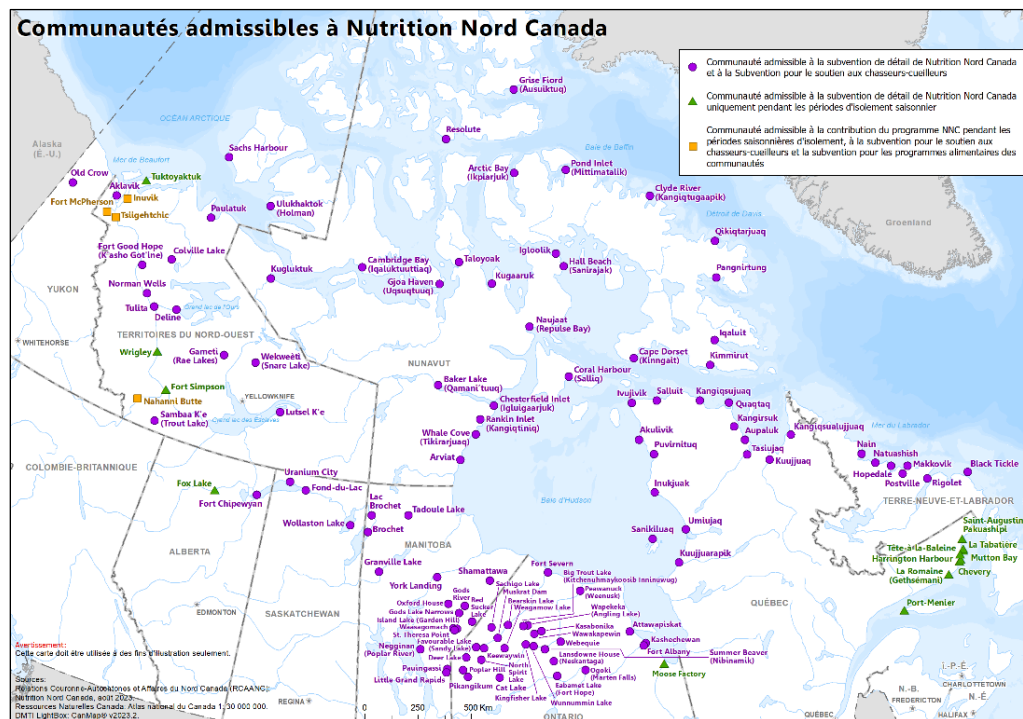 Communautés admissibles à Nutrition Nord Canada
Communauté admissible à la subvention de détail de Nutrition Nord Canada
et à la Subvention pour le soutien aux chasseurs-cueilleurs
Communauté admissible à la subvention de détail de Nutrition Nord Canada
uniquement pendant les périodes d'isolement saisonnier
Communauté admissible à la contribution du programme NNC pendant les
périodes saisonnières d'isolement, à la subvention pour le soutien aux
chasseurs-cueilleurs et la subvention pour les programmes alimentaires des
communautés
Grise Fiord
(Ausuiktuq)
OCÉAN ARCTIQUE
Alaska
(É.-U.)
Resolute
Baie de Baffin
Mer de Beaufort
Sachs Harbour
Arctic Bay
(Ikpiarjuk)
Pond Inlet
(Mittimatalik)
Old Crow
Aklavik
Tuktoyaktuk
Fort McPherson
Inuvik
Tsiigehtchic
Paulatuk
Ulukhaktok
(Holman)
Clyde River
(Kangiqtugaapik)
Détroit de Davis
Groenland
Qikiqtarjuaq
Fort Good Hope
(K'asho Got'ine)
Colville Lake
Kugluktuk
Cambridge Bay
(Iqaluktuuttiaq)
Taloyoak
Gjoa Haven
(Uqsuqtuuq)
Kugaaruk
Igloolik
Hall Beach
(Sanirajak)
Pangnirtung
YUKON
Norman Wells
Tulita
Deline
Grand lac de l'Ours
WHITEHORSE
TERRITOIRES DU NORD-OUEST
Naujaat
(Repulse Bay)
Iqaluit
Wrigley
Gameti
(Rae Lakes)
Wekweèti
(Snare Lake)
NUNAVUT
Cape Dorset
(Kinngait)
Kimmirut
Fort Simpson
Nahanni Butte
YELLOWKNIFE
Baker Lake
(Qamani'tuuq)
Coral Harbour
(Salliq)
Sambaa K'e
(Trout Lake)
Lutsel K'e
Grand lac des Esclaves
Chesterfield Inlet
(Igluigaarjuk)
Rankin Inlet
(Kangiqtiniq)
Whale Cove
(Tikirarjuaq)
Arviat
Ivujivik
Salluit
Kangiqsujuaq
Quaqtaq
Kangirsuk
Aupaluk
Kangiqsualujjuaq
Akulivik
Puvirnituq
Tasiujaq
Kuujjuaq
Mer du Labrador
Nain
Natuashish
Hopedale
Makkovik
Postville
Rigolet
Black Tickle
TERRE-NEUVE-ET-LABRADOR
COLOMBIE-BRITANNIQUE
Fox Lake
Fort Chipewyan
Uranium City
Fond-du-Lac
Wollaston Lake
Lac
Brochet
Brochet
Tadoule Lake
Inukjuak
Baie d'Hudson
Sanikiluaq
Umiujaq
Kuujjuarapik
Saint-Augustin
Pakuashipi
Tête-à-la-Baleine
La Tabatière
Harrington Harbour
Mutton Bay
La Romaine
(Gethsémani)
Chevery
Port-Menier
ALBERTA
MANITOBA
Granville Lake
York Landing
Shamattawa
Fort Severn
Big Trout Lake
(Kitchenuhmaykoosib Inninuwug)
Peawanuck
(Weenusk)
EDMONTON
SASKATCHEWAN
QUÉBEC
Gods
River
Red
Sucker
Lake
Sachigo Lake
Muskrat Dam
Bearskin Lake
Weagamow Lake
Wapekeka
(Angling Lake)
Oxford House
Gods Lake Narrows
Island Lake (Garden Hill)
Waasagomach
St. Theresa Point
Kasabonika
Wawakapewin
Webequie
Attawapiskat
Kashechewan
Fort Albany
Negginan
(Poplar River)
Favourable Lake
(Sandy Lake)
Deer Lake
Keewaywin
Lansdowne House
(Neskantaga)
Summer Beaver
(Nibinamik)
Pauingassi
Little Grand Rapids
Poplar Hill
Pikangikum
North
Spirit
Lake
Cat Lake
Kingfisher Lake
Ogoki
(Marten Falls)
Eabamet Lake
(Fort Hope)
Wunnummin Lake
Moose Factory
Î.-P.-É.
CHARLOTTETOWN
N.-B.
N.-É.
FREDERICTON
HALIFAX
REGINA
ONTARIO
QUÉBEC
Avertissement:
Cette carte doit être utilisée à des fins d'illustration seulement.
Sources:
Relations Couronne-Autochtones et Affaires du Nord Canada (RCAANC)
Nutrition Nord Canada, août 2023.
Ressources Naturelles Canada. Atlas national du Canada 1: 30 000 000.
DMTI LightBox: CanMap® v2023.2.
0 250 500 Km